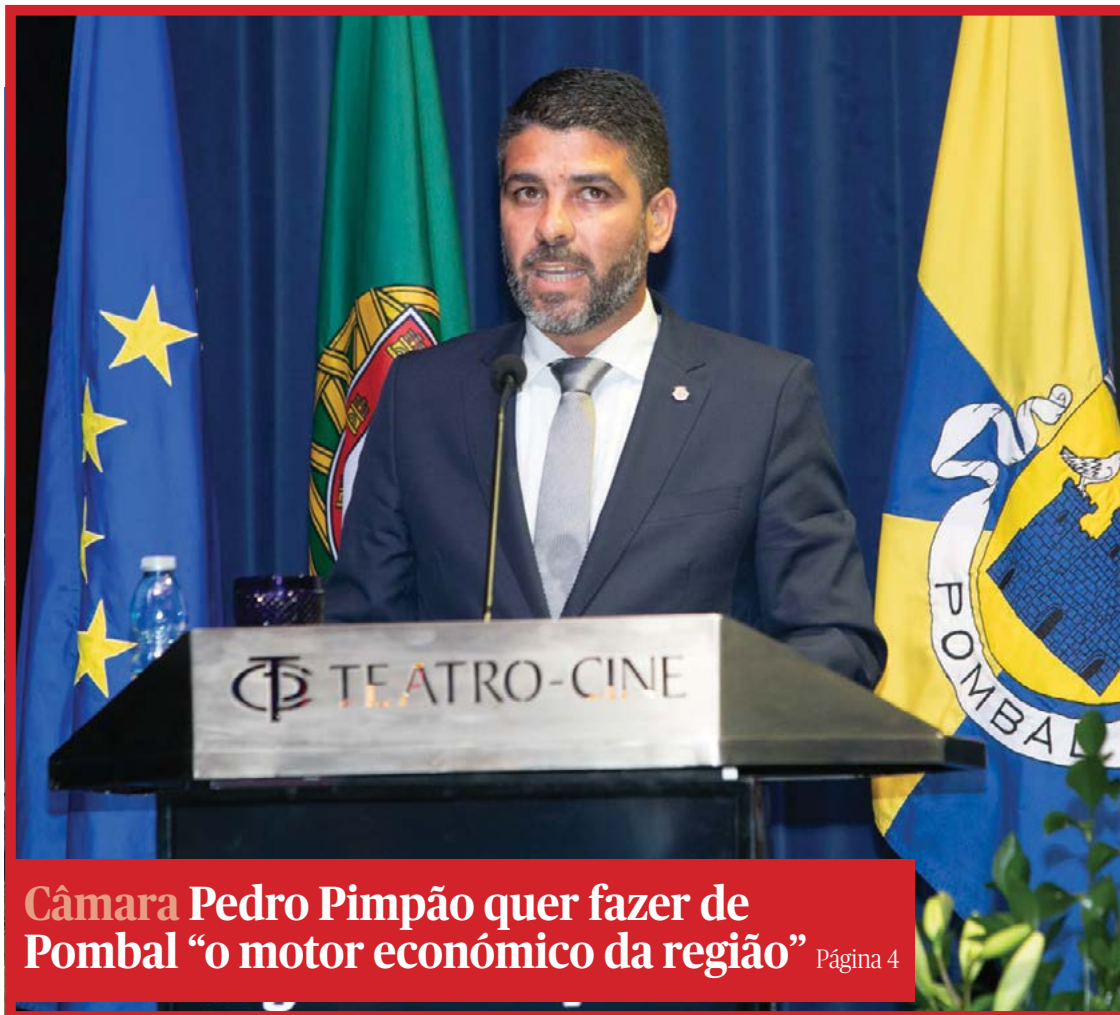 TEATRO-CINE
POMBAL
Câmara Pedro Pimpão quer fazer de
Pombal “o motor económico da região” Página 4